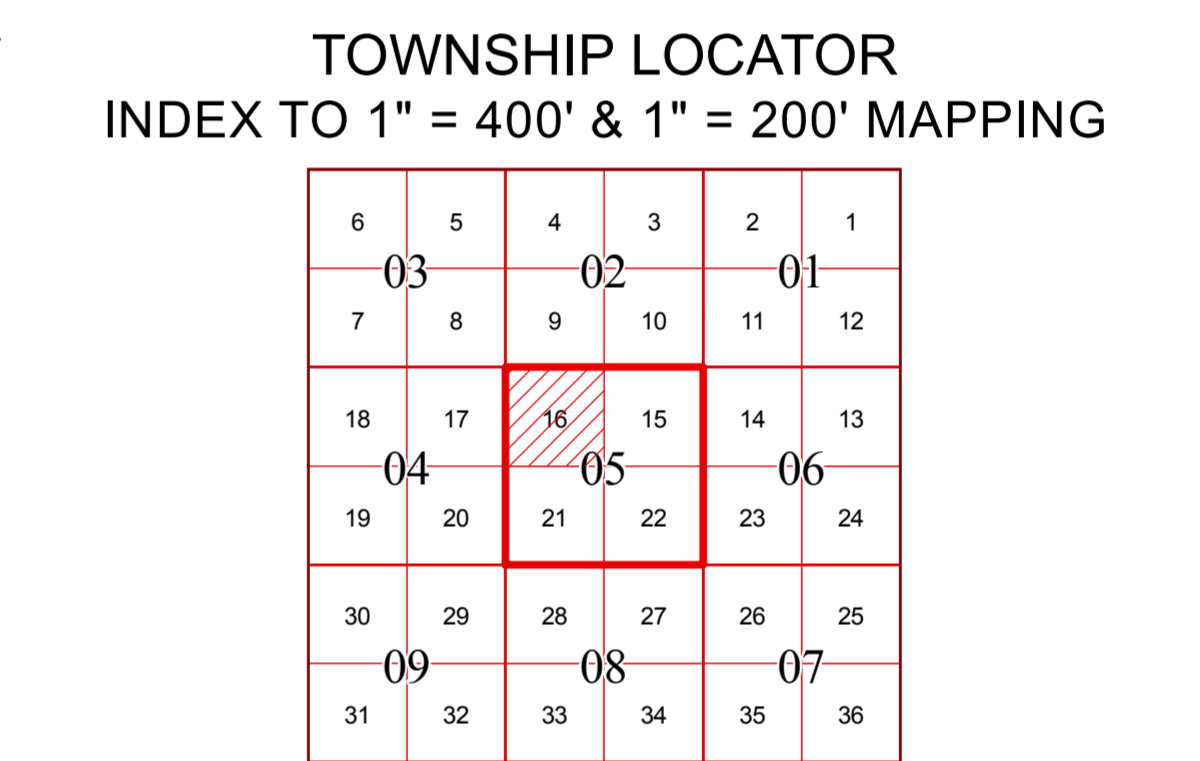 TOWNSHIP LOCATOR
INDEX TO 1" = 400' & 1" = 200' MAPPING
6 5 4 3 2 1
03 02 01
7 8 9 10 11 12
18 17 16 15 14 13
04 05 06
19 20 21 22 23 24
30 29 28 27 26 25
09 08 07
31 32 33 34 35 36